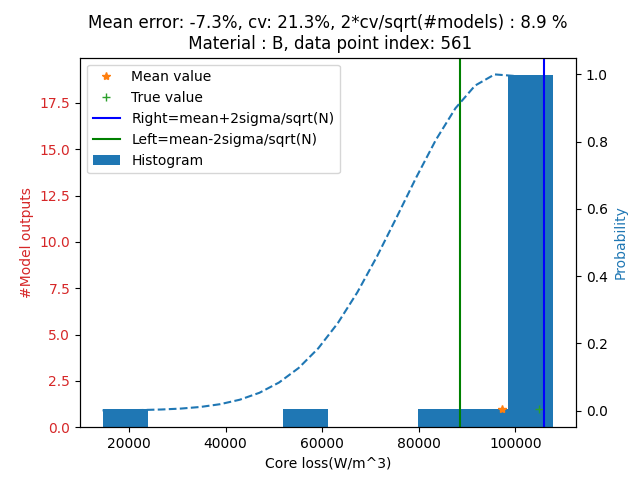 Mean error: -7.3%, cv: 21.3%, 2*cv/sqrt(#models) : 8.9 %
Material : B, data point index: 561
Mean value
True value
Right=mean+2sigma/sqrt(N)
Left=mean-2sigma/sqrt(N)
Histogram
17.5
15.0
12.5
10.0
7.5
5.0
2.5
0.0
#Model outputs
1.0
0.8
0.6
0.4
0.2
0.0
Probability
20000 40000 60000 80000 100000
Core loss(W/m^3)